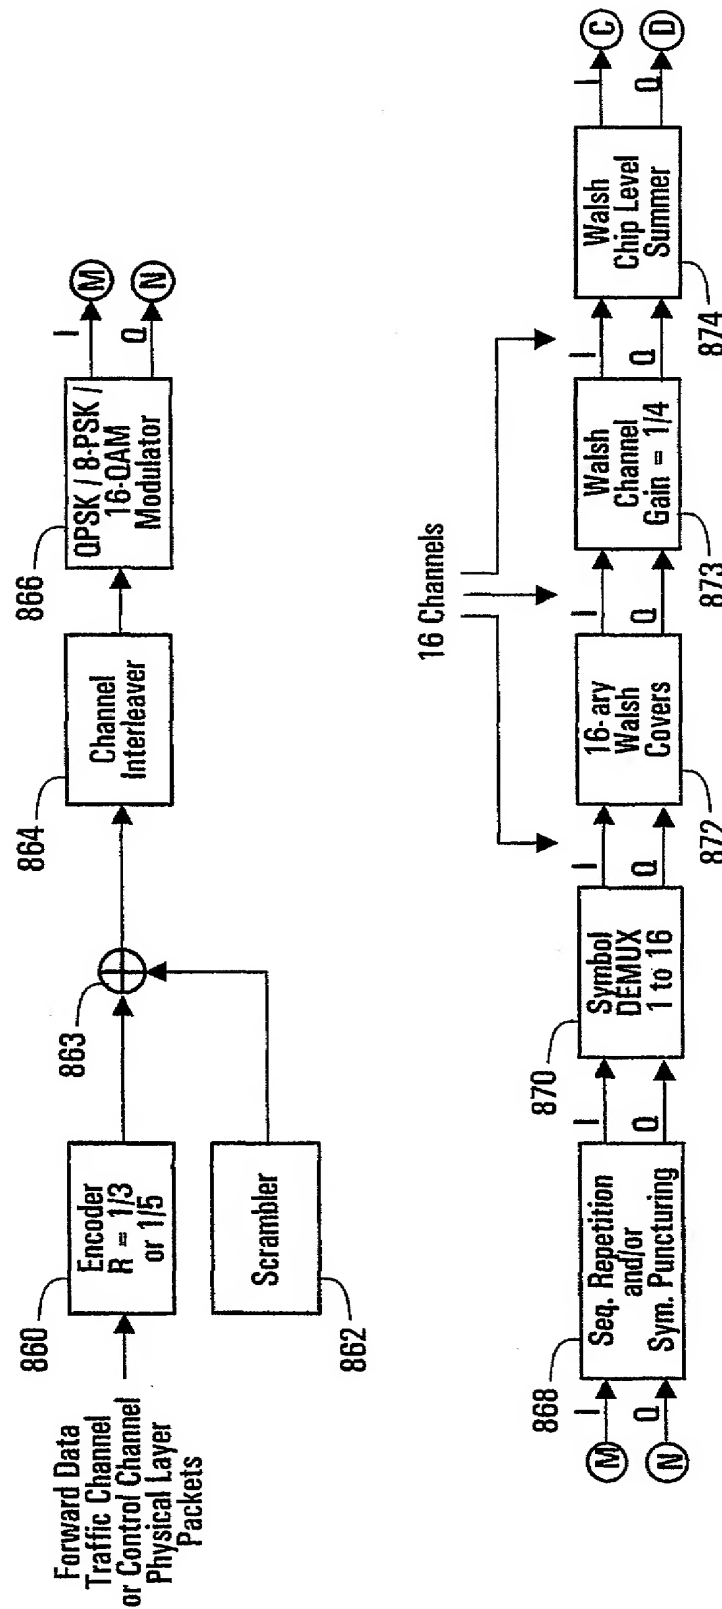 Forward Data
Traffic Channel
or Control Channel
Physical Layer
Packets
860
Encoder
R = 1/3
or 1/5
862
Scrambler
863
864
Channel
Interleaver
866
QPSK / 8-PSK /
16-QAM
Modulator
I
M
Q
N
M
I
N
Q
868
Seq. Repetition
and/or
Sym. Puncturing
I
Q
870
Symbol
DEMUX
1 to 16
I
Q
16 Channels
872
16-ary
Walsh
Covers
I
Q
873
Walsh
Channel
Gain = 1/4
I
Q
874
Walsh
Chip Level
Summer
I
C
Q
D